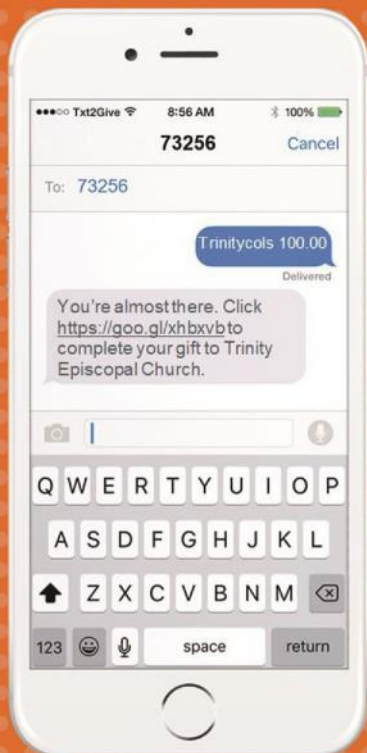 Txt2Give 8:56 AM 100%
73256 Cancel
To: 73256
Trinitycols 100.00
Delivered
You're almost there. Click
https://goo.gl/xhbxvb to
complete your gift to Trinity
Episcopal Church.
Q W E R T Y U I O P
A S D F G H J K L
Z X C V B N M
123 space return